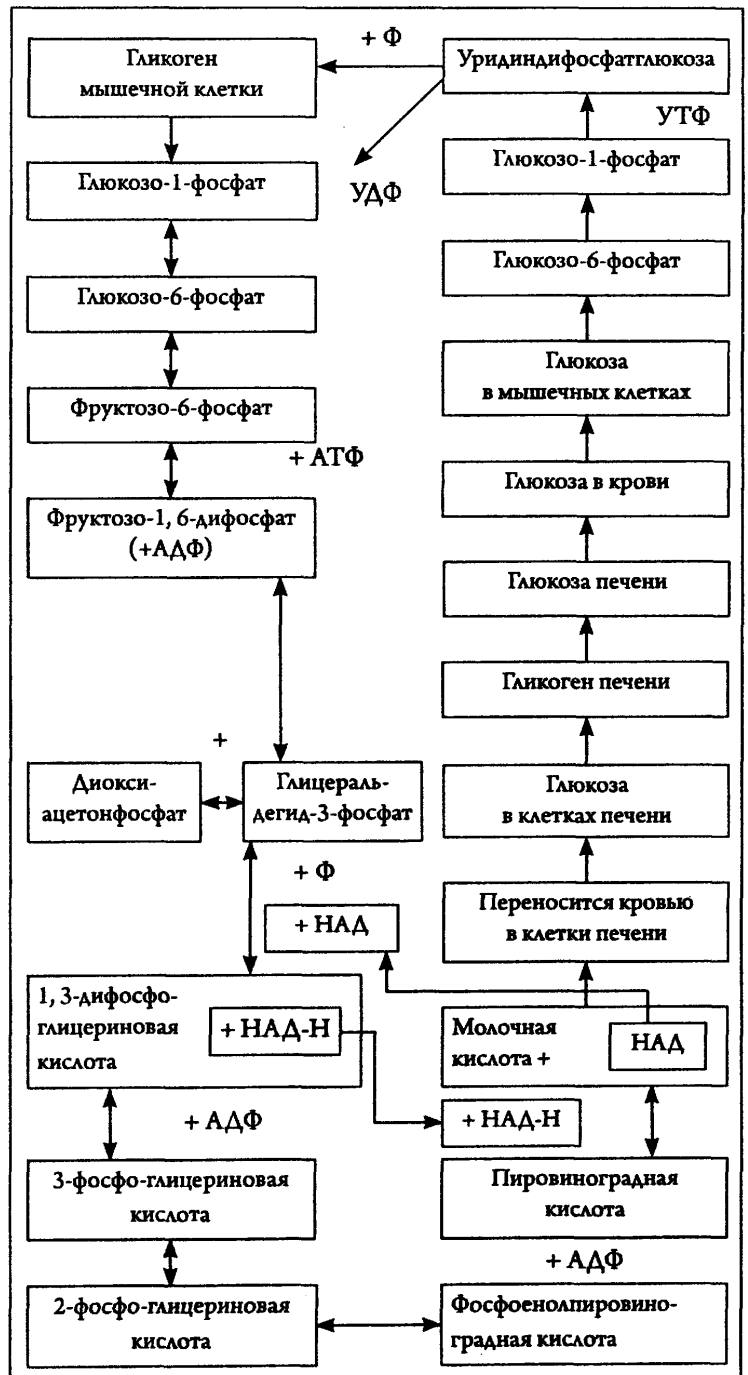 Гликоген
мышечной клетки
+ Ф
Уридиндифосфатглюкоза
УТФ
УДФ
Глюкозо-1-фосфат
Глюкозо-1-фосфат
Глюкозо-6-фосфат
Глюкозо-6-фосфат
Фруктозо-6-фосфат
Глюкоза
в мышечных клетках
+ АТФ
Фруктозо-1, 6-дифосфат
(+АДФ)
Глюкоза в крови
Глюкоза печени
Гликоген печени
+
Диокси-
ацетонфосфат
Глицераль-
дегид-3-фосфат
Глюкоза
в клетках печени
+ Ф
+ НАД
Переносится кровью
в клетки печени
1, 3-дифосфо-
глицериновая
кислота
+ НАД-Н
Молочная
кислота +
НАД
+ АДФ
+ НАД-Н
3-фосфо-глицериновая
кислота
Пировиноградная
кислота
+ АДФ
2-фосфо-глицериновая
кислота
Фосфоенолпировино-
градная кислота